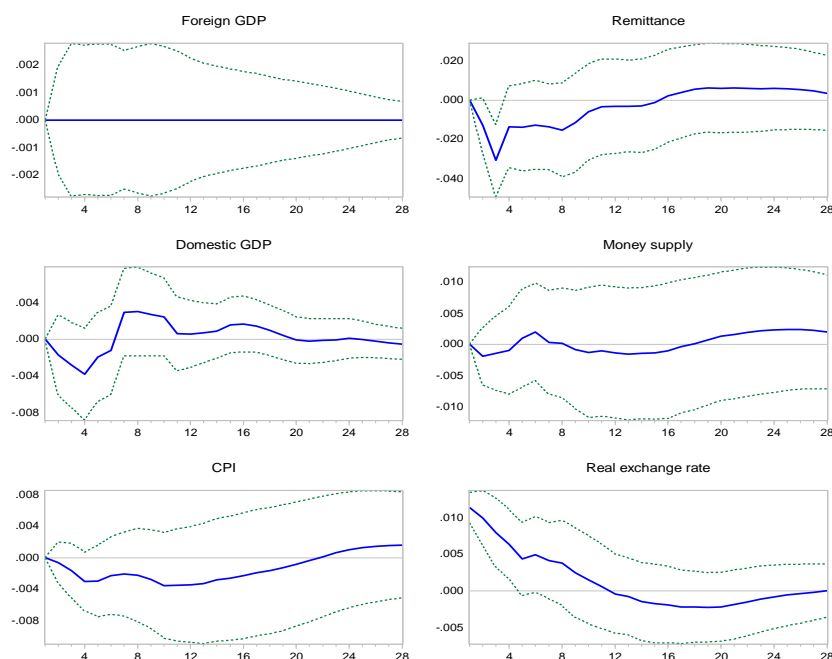 Foreign GDP
.002
.001
.000
-.001
-.002
4 8 12 16 20 24 28
Remittance
.020
.000
-.020
-.040
4 8 12 16 20 24 28
Domestic GDP
.004
.000
-.004
-.008
4 8 12 16 20 24 28
Money supply
.010
.005
.000
-.005
-.010
4 8 12 16 20 24 28
CPI
.008
.004
.000
-.004
-.008
4 8 12 16 20 24 28
Real exchange rate
.010
.005
.000
-.005
4 8 12 16 20 24 28